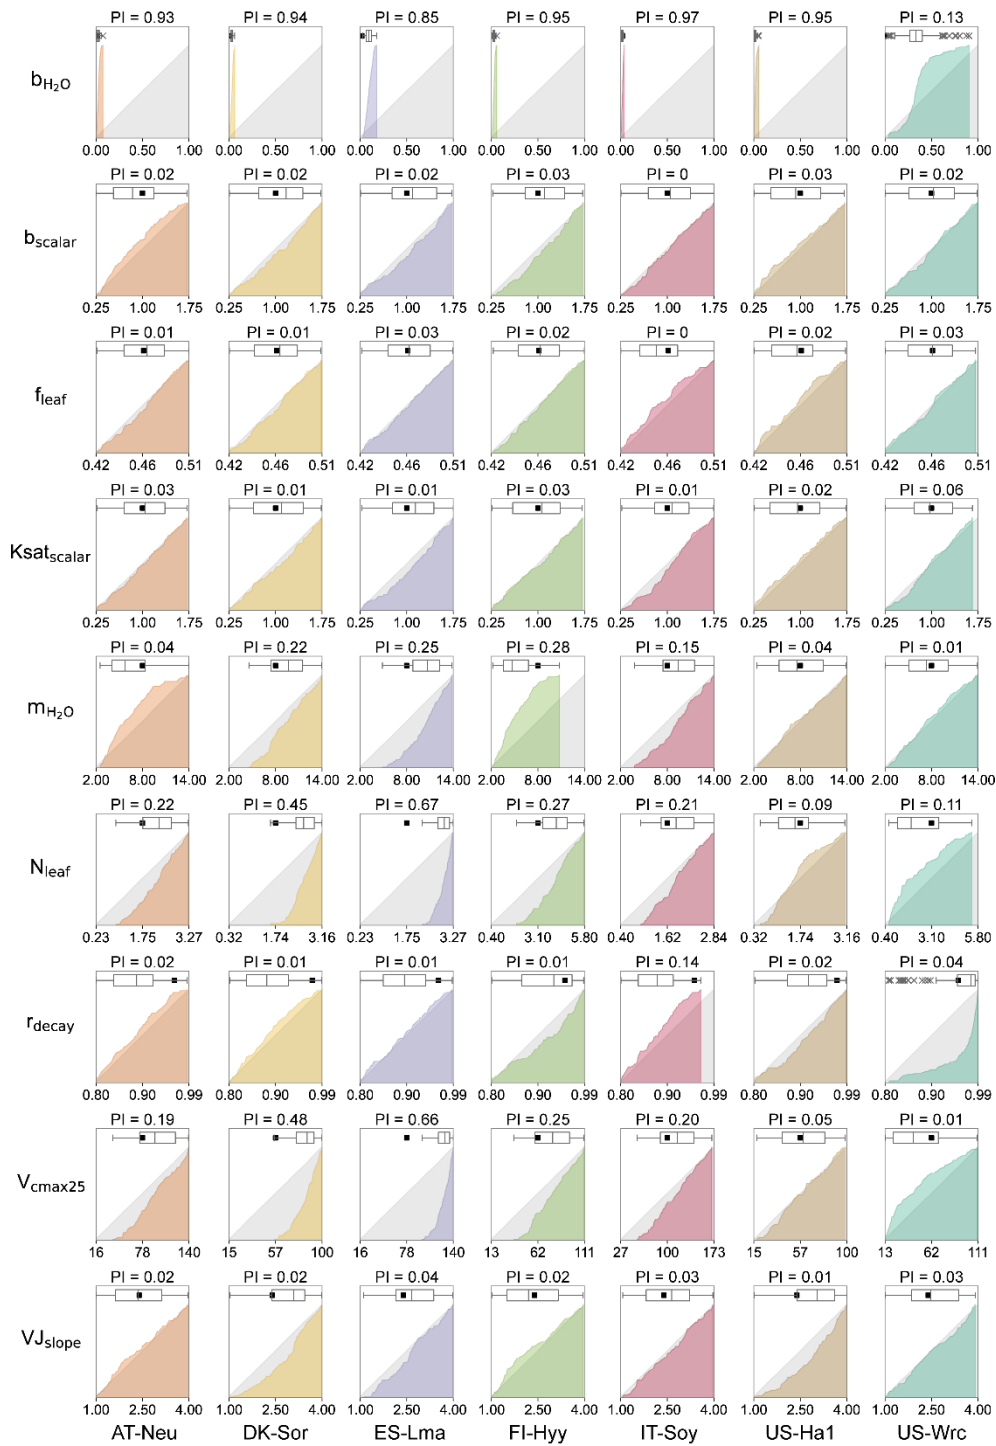 PI = 0.93 PI = 0.94 PI = 0.85 PI = 0.95 PI = 0.97 PI = 0.95 PI = 0.13
bH₂O
0.00 1.00 0.00 1.00 0.00 1.00 0.00 1.00 0.00 1.00 0.00 1.00 0.00 0.50 1.00
PI = 0.02 PI = 0.02 PI = 0.02 PI = 0.03 PI = 0 PI = 0.03 PI = 0.02
bscalar
0.25 1.00 1.75 0.25 1.00 1.75 0.25 1.00 1.75 0.25 1.00 1.75 0.25 1.00 1.75 0.25 1.00 1.75 0.25 1.00 1.75
PI = 0.01 PI = 0.01 PI = 0.03 PI = 0.02 PI = 0 PI = 0.02 PI = 0.03
fleaf
0.42 0.46 0.51 0.42 0.46 0.51 0.42 0.46 0.51 0.42 0.46 0.51 0.42 0.46 0.51 0.42 0.46 0.51 0.42 0.46 0.51
PI = 0.03 PI = 0.01 PI = 0.01 PI = 0.03 PI = 0.01 PI = 0.02 PI = 0.06
Ksatscalar
0.25 1.00 1.75 0.25 1.00 1.75 0.25 1.00 1.75 0.25 1.00 1.75 0.25 1.00 1.75 0.25 1.00 1.75 0.25 1.00 1.75
PI = 0.04 PI = 0.22 PI = 0.25 PI = 0.28 PI = 0.15 PI = 0.04 PI = 0.01
mH₂O
2.00 8.00 14.00 2.00 8.00 14.00 2.00 8.00 14.00 2.00 8.00 14.00 2.00 8.00 14.00 2.00 8.00 14.00 2.00 8.00 14.00
PI = 0.22 PI = 0.45 PI = 0.67 PI = 0.27 PI = 0.21 PI = 0.09 PI = 0.11
Nleaf
0.23 1.75 3.27 0.32 1.74 3.16 0.23 1.75 3.27 0.40 3.10 5.80 0.40 1.62 2.84 0.32 1.74 3.16 0.40 3.10 5.80
PI = 0.02 PI = 0.01 PI = 0.01 PI = 0.01 PI = 0.14 PI = 0.02 PI = 0.04
rdecay
0.80 0.90 0.99 0.80 0.90 0.99 0.80 0.90 0.99 0.80 0.90 0.99 0.80 0.90 0.99 0.80 0.90 0.99 0.80 0.90 0.99
PI = 0.19 PI = 0.48 PI = 0.66 PI = 0.25 PI = 0.20 PI = 0.05 PI = 0.01
Vcmax25
16 78 140 15 57 100 16 78 140 13 62 111 27 100 173 15 57 100 13 62 111
PI = 0.02 PI = 0.02 PI = 0.04 PI = 0.02 PI = 0.03 PI = 0.01 PI = 0.03
VJslope
1.00 2.50 4.00 1.00 2.50 4.00 1.00 2.50 4.00 1.00 2.50 4.00 1.00 2.50 4.00 1.00 2.50 4.00 1.00 2.50 4.00
AT-Neu DK-Sor ES-Lma FI-Hyy IT-Soy US-Ha1 US-Wrc